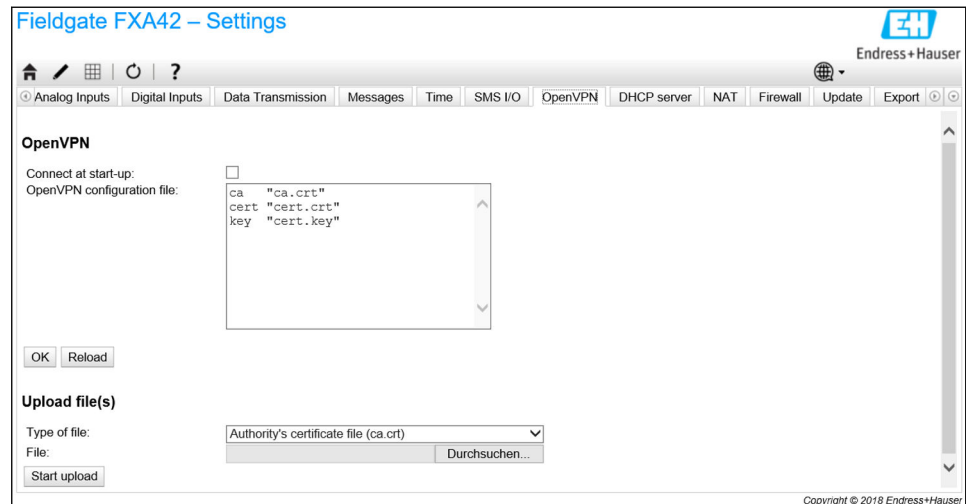 Fieldgate FXA42 – Settings
EH
Endress+Hauser
?
Analog Inputs Digital Inputs Data Transmission Messages Time SMS I/O OpenVPN DHCP server NAT Firewall Update Export
OpenVPN
Connect at start-up:
OpenVPN configuration file:
ca "ca.crt"
cert "cert.crt"
key "cert.key"
OK Reload
Upload file(s)
Type of file: Authority's certificate file (ca.crt)
File: Durchsuchen...
Start upload
Copyright © 2018 Endress+Hauser